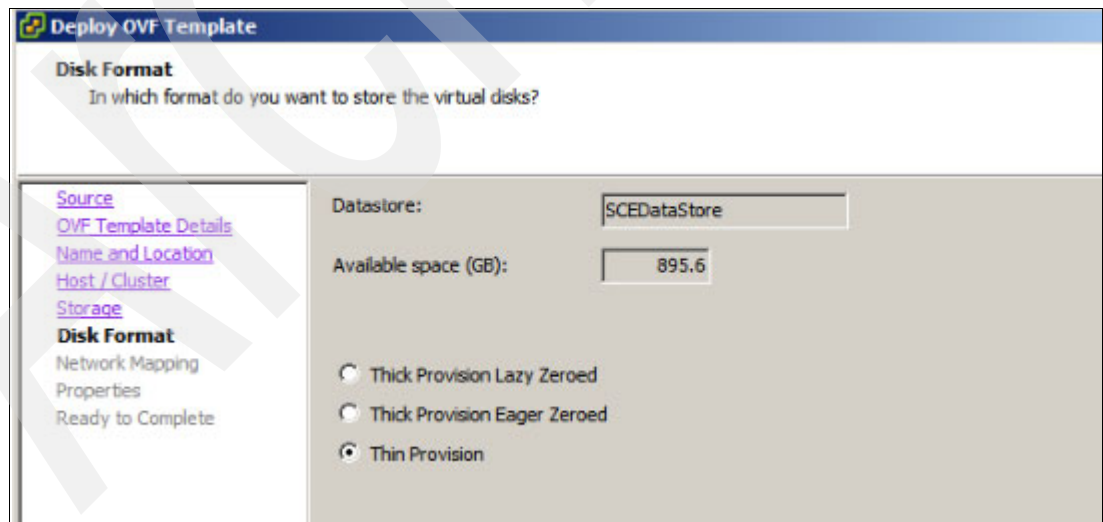 Deploy OVF Template
Disk Format
In which format do you want to store the virtual disks?
Source
OVF Template Details
Name and Location
Host / Cluster
Storage
Disk Format
Network Mapping
Properties
Ready to Complete
Datastore:
SCEDataStore
Available space (GB):
895.6
Thick Provision Lazy Zeroed
Thick Provision Eager Zeroed
Thin Provision